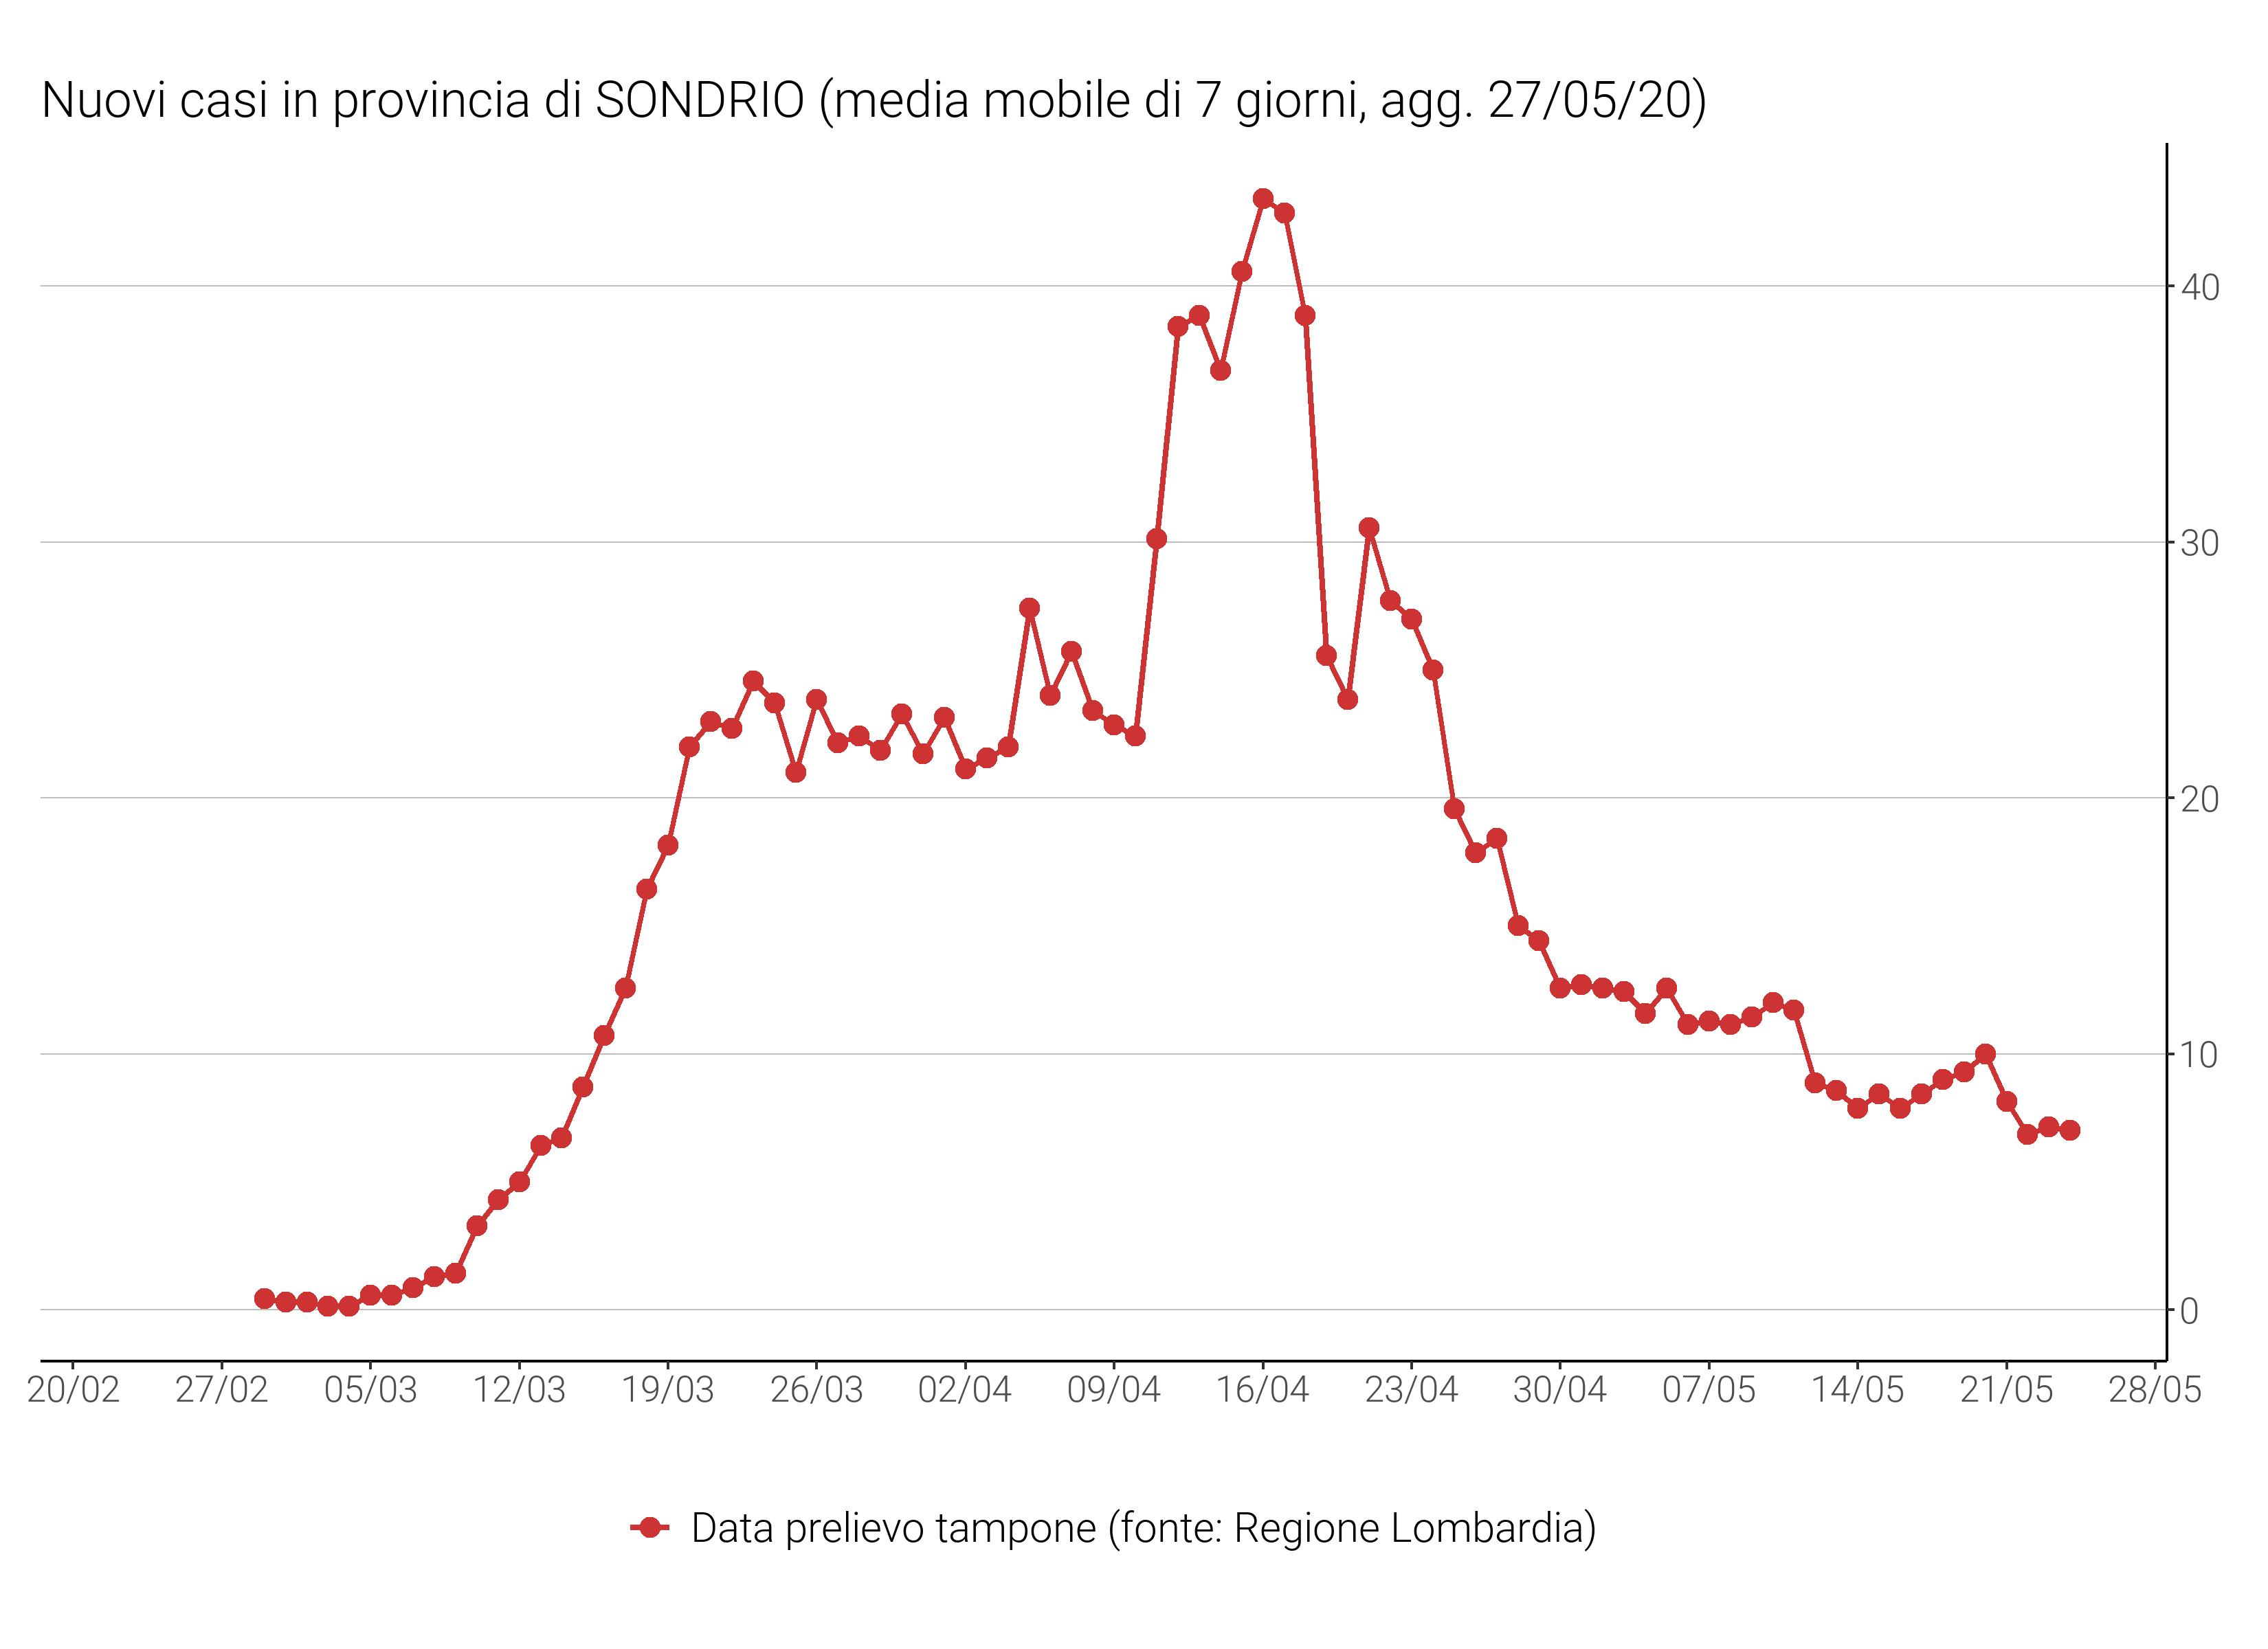 Nuovi casi in provincia di SONDRIO (media mobile di 7 giorni, agg. 27/05/20)
40
30
20
10
0
20/02 27/02 05/03 12/03 19/03 26/03 02/04 09/04 16/04 23/04 30/04 07/05 14/05 21/05 28/05
Data prelievo tampone (fonte: Regione Lombardia)